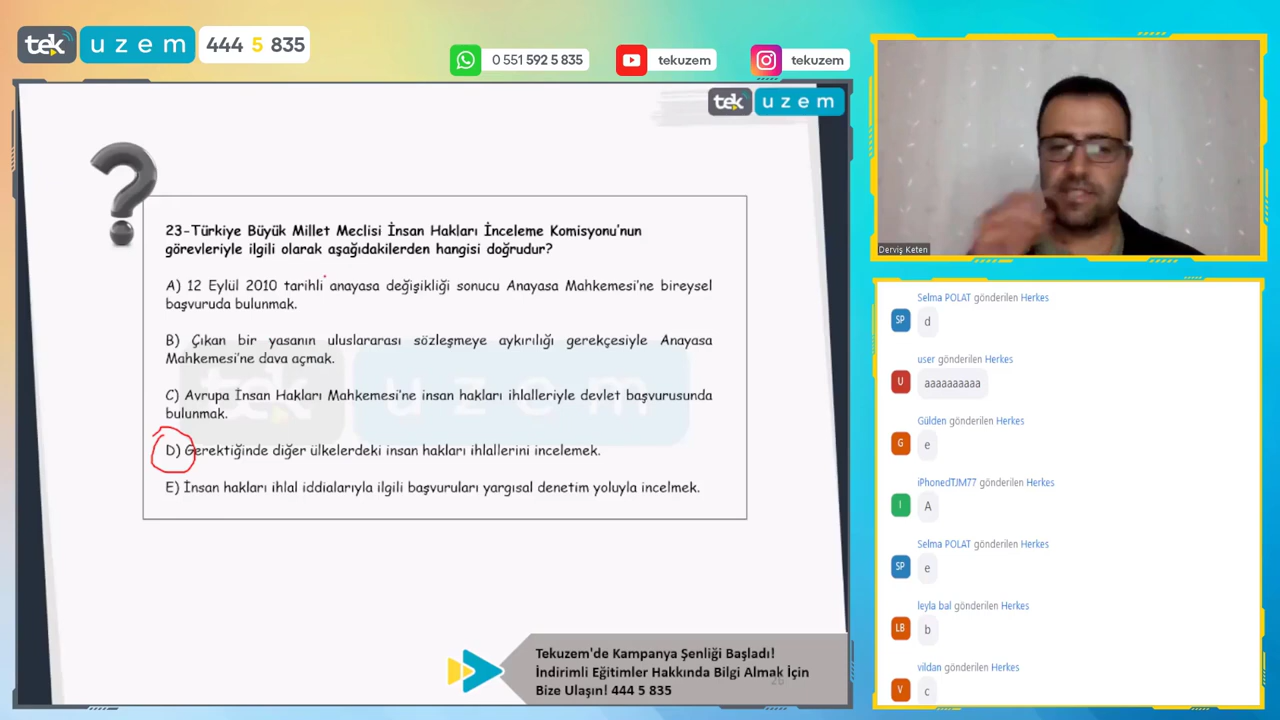 tek uzem 444 5 835
0 551 592 5 835
tekuzem
tekuzem
tek uzem
23-Türkiye Büyük Millet Meclisi İnsan Hakları İnceleme Komisyonu'nun
görevleriyle ilgili olarak aşağıdakilerden hangisi doğrudur?
A) 12 Eylül 2010 tarihli anayasa değişikliği sonucu Anayasa Mahkemesi'ne bireysel
başvuruda bulunmak.
B) Çıkan bir yasanın uluslararası sözleşmeye aykırılığı gerekçesiyle Anayasa
Mahkemesi'ne dava açmak.
C) Avrupa İnsan Hakları Mahkemesi'ne insan hakları ihlalleriyle devlet başvurusunda
bulunmak.
D) Gerektiğinde diğer ülkelerdeki insan hakları ihlallerini incelemek.
E) İnsan hakları ihlal iddialarıyla ilgili başvuruları yargısal denetim yoluyla incelmek.
tek uzem
Tekuzem'de Kampanya Şenliği Başladı!
İndirimli Eğitimler Hakkında Bilgi Almak İçin
Bize Ulaşın! 444 5 835
26
Derviş Keten
Selma POLAT gönderilen Herkes
SP d
user gönderilen Herkes
U aaaaaaaaaa
Gülden gönderilen Herkes
G e
iPhonedTJM77 gönderilen Herkes
I A
Selma POLAT gönderilen Herkes
SP e
leyla bal gönderilen Herkes
LB b
vildan gönderilen Herkes
V c